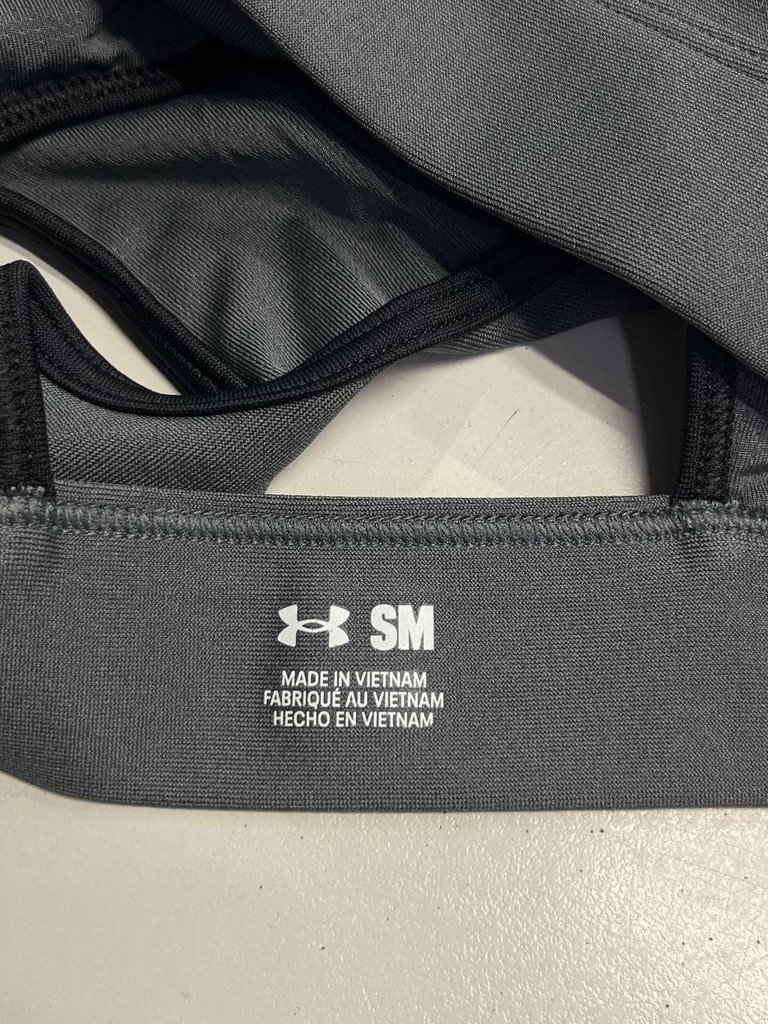 SM
MADE IN VIETNAM
FABRIQUÉ AU VIETNAM
HECHO EN VIETNAM